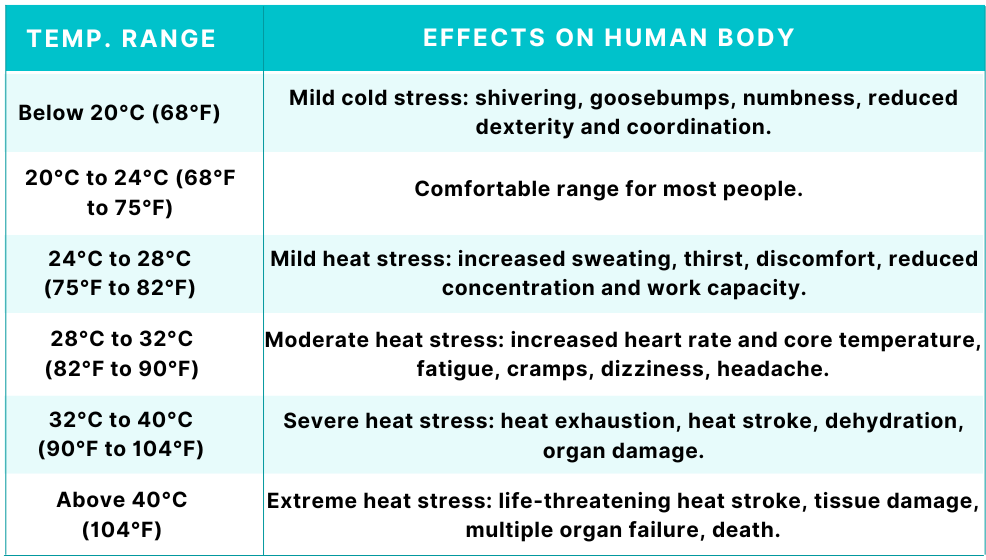 TEMP. RANGE
EFFECTS ON HUMAN BODY
Below 20°C (68°F)
Mild cold stress: shivering, goosebumps, numbness, reduced
dexterity and coordination.
20°C to 24°C (68°F
to 75°F)
Comfortable range for most people.
24°C to 28°C
(75°F to 82°F)
Mild heat stress: increased sweating, thirst, discomfort, reduced
concentration and work capacity.
28°C to 32°C
(82°F to 90°F)
Moderate heat stress: increased heart rate and core temperature,
fatigue, cramps, dizziness, headache.
32°C to 40°C
(90°F to 104°F)
Severe heat stress: heat exhaustion, heat stroke, dehydration,
organ damage.
Above 40°C
(104°F)
Extreme heat stress: life-threatening heat stroke, tissue damage,
multiple organ failure, death.